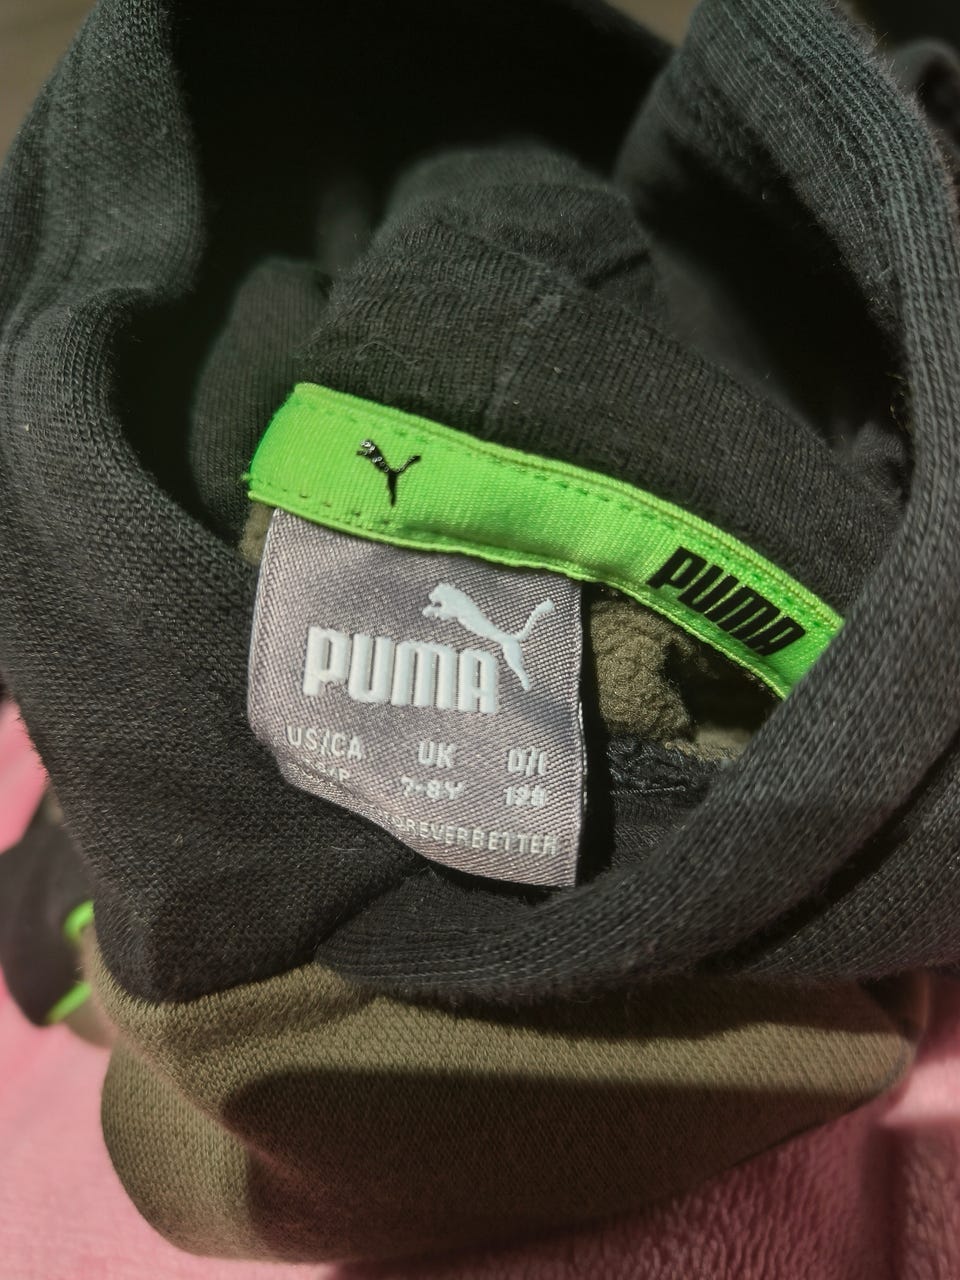 PUMA
PUMA
US/CA UK D/I
7-8Y 128
FOREVERBETTER